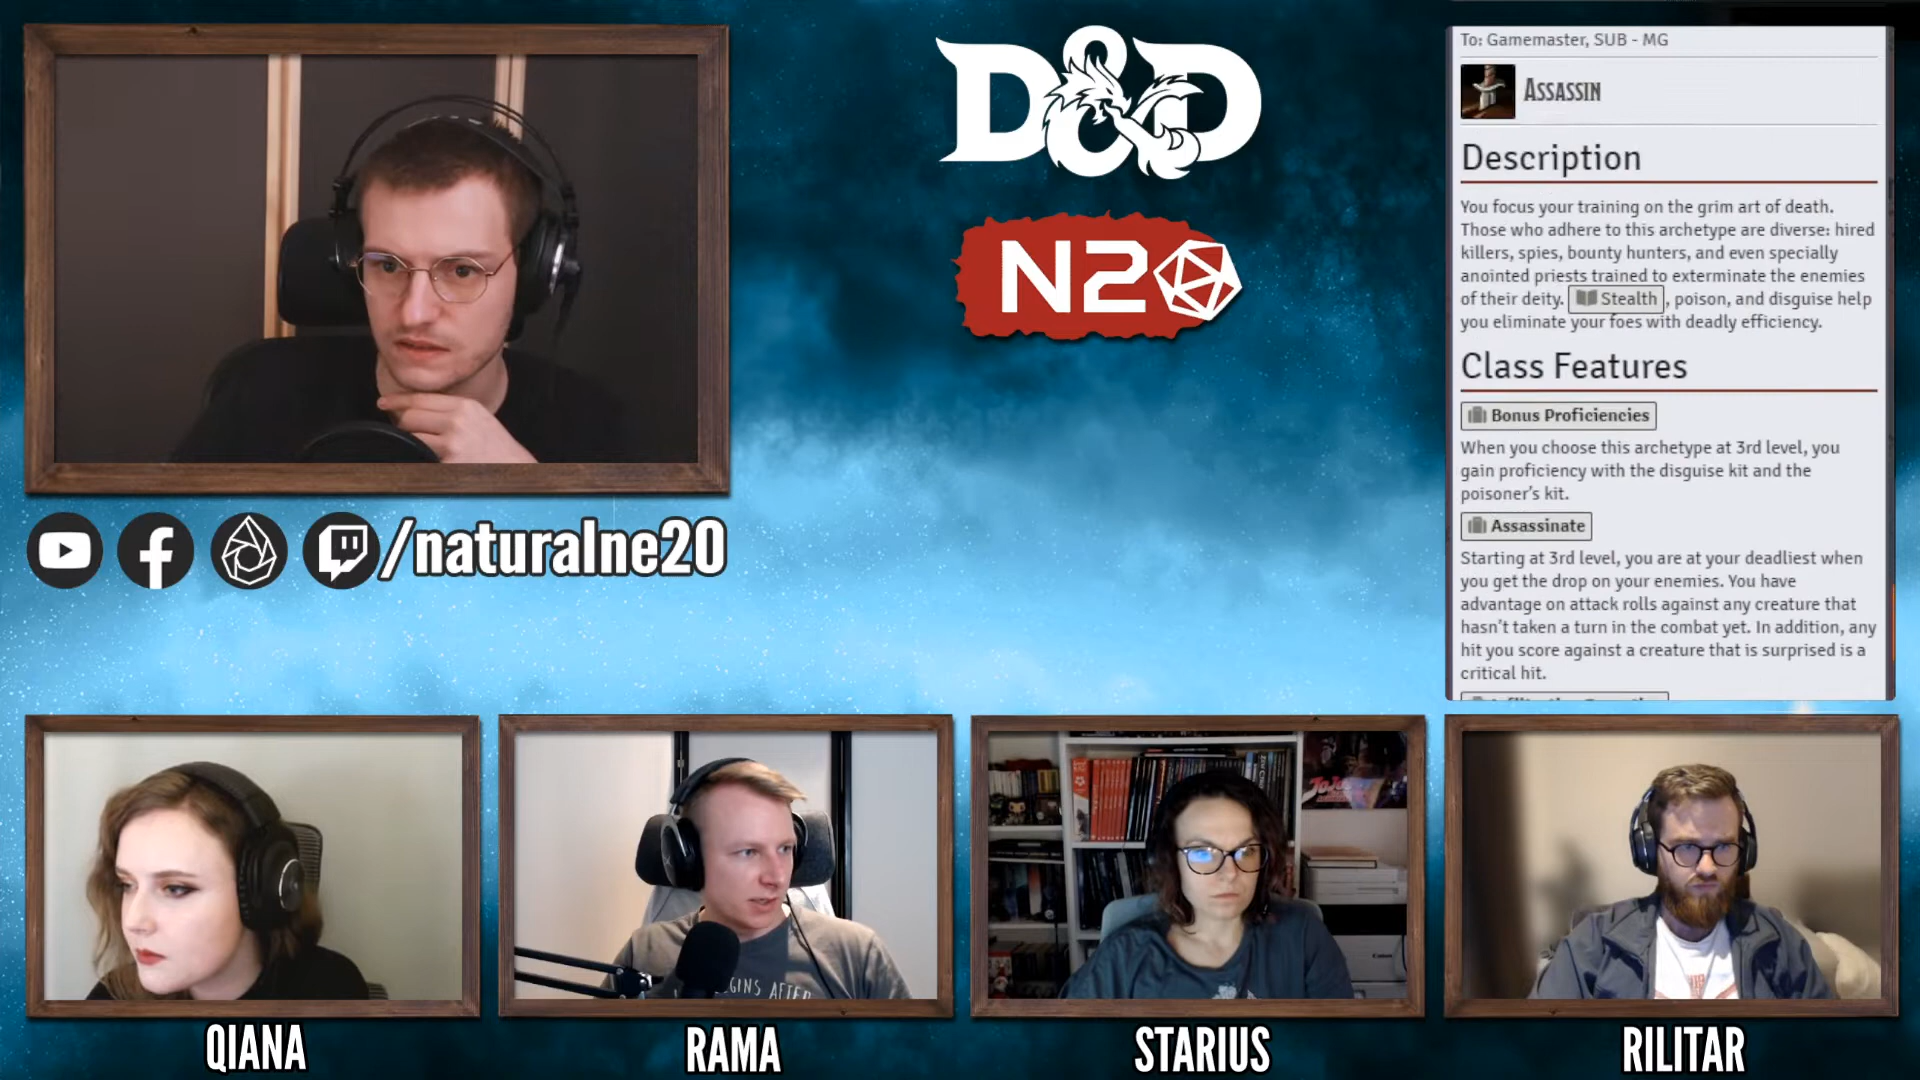 D&D
N20
/naturalne20
To: Gamemaster, SUB - MG
ASSASSIN
Description
You focus your training on the grim art of death.
Those who adhere to this archetype are diverse: hired
killers, spies, bounty hunters, and even specially
anointed priests trained to exterminate the enemies
of their deity. Stealth, poison, and disguise help
you eliminate your foes with deadly efficiency.
Class Features
Bonus Proficiencies
When you choose this archetype at 3rd level, you
gain proficiency with the disguise kit and the
poisoner's kit.
Assassinate
Starting at 3rd level, you are at your deadliest when
you get the drop on your enemies. You have
advantage on attack rolls against any creature that
hasn't taken a turn in the combat yet. In addition, any
hit you score against a creature that is surprised is a
critical hit.
GINS AFTER
JoJo
Canon
QIANA
RAMA
STARIUS
RILITAR